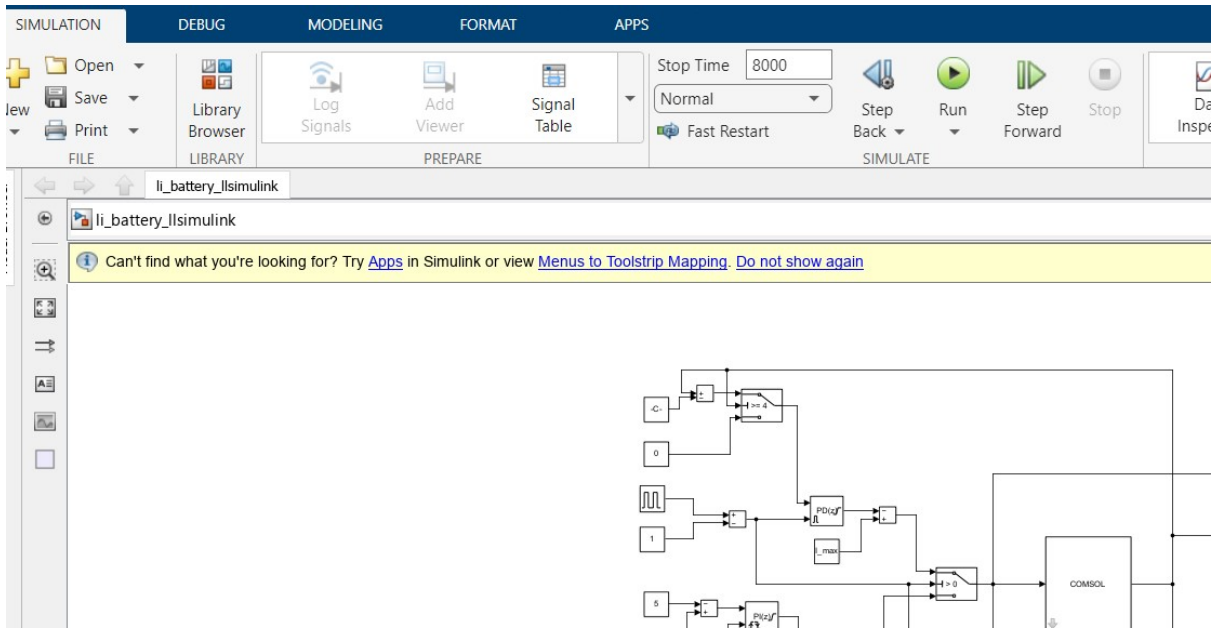 SIMULATION DEBUG MODELING FORMAT APPS
Open
Save
Print
FILE
Library
Browser
LIBRARY
Log
Signals
Add
Viewer
Signal
Table
PREPARE
Stop Time 8000
Normal
Fast Restart
Step
Back
Run
Step
Forward
Stop
SIMULATE
li_battery_llsimulink
li_battery_llsimulink
Can't find what you're looking for? Try Apps in Simulink or view Menus to Toolstrip Mapping. Do not show again
-C-
>= 4
0
PD(z)
1
I_max
> 0
COMSOL
5
PI(z)